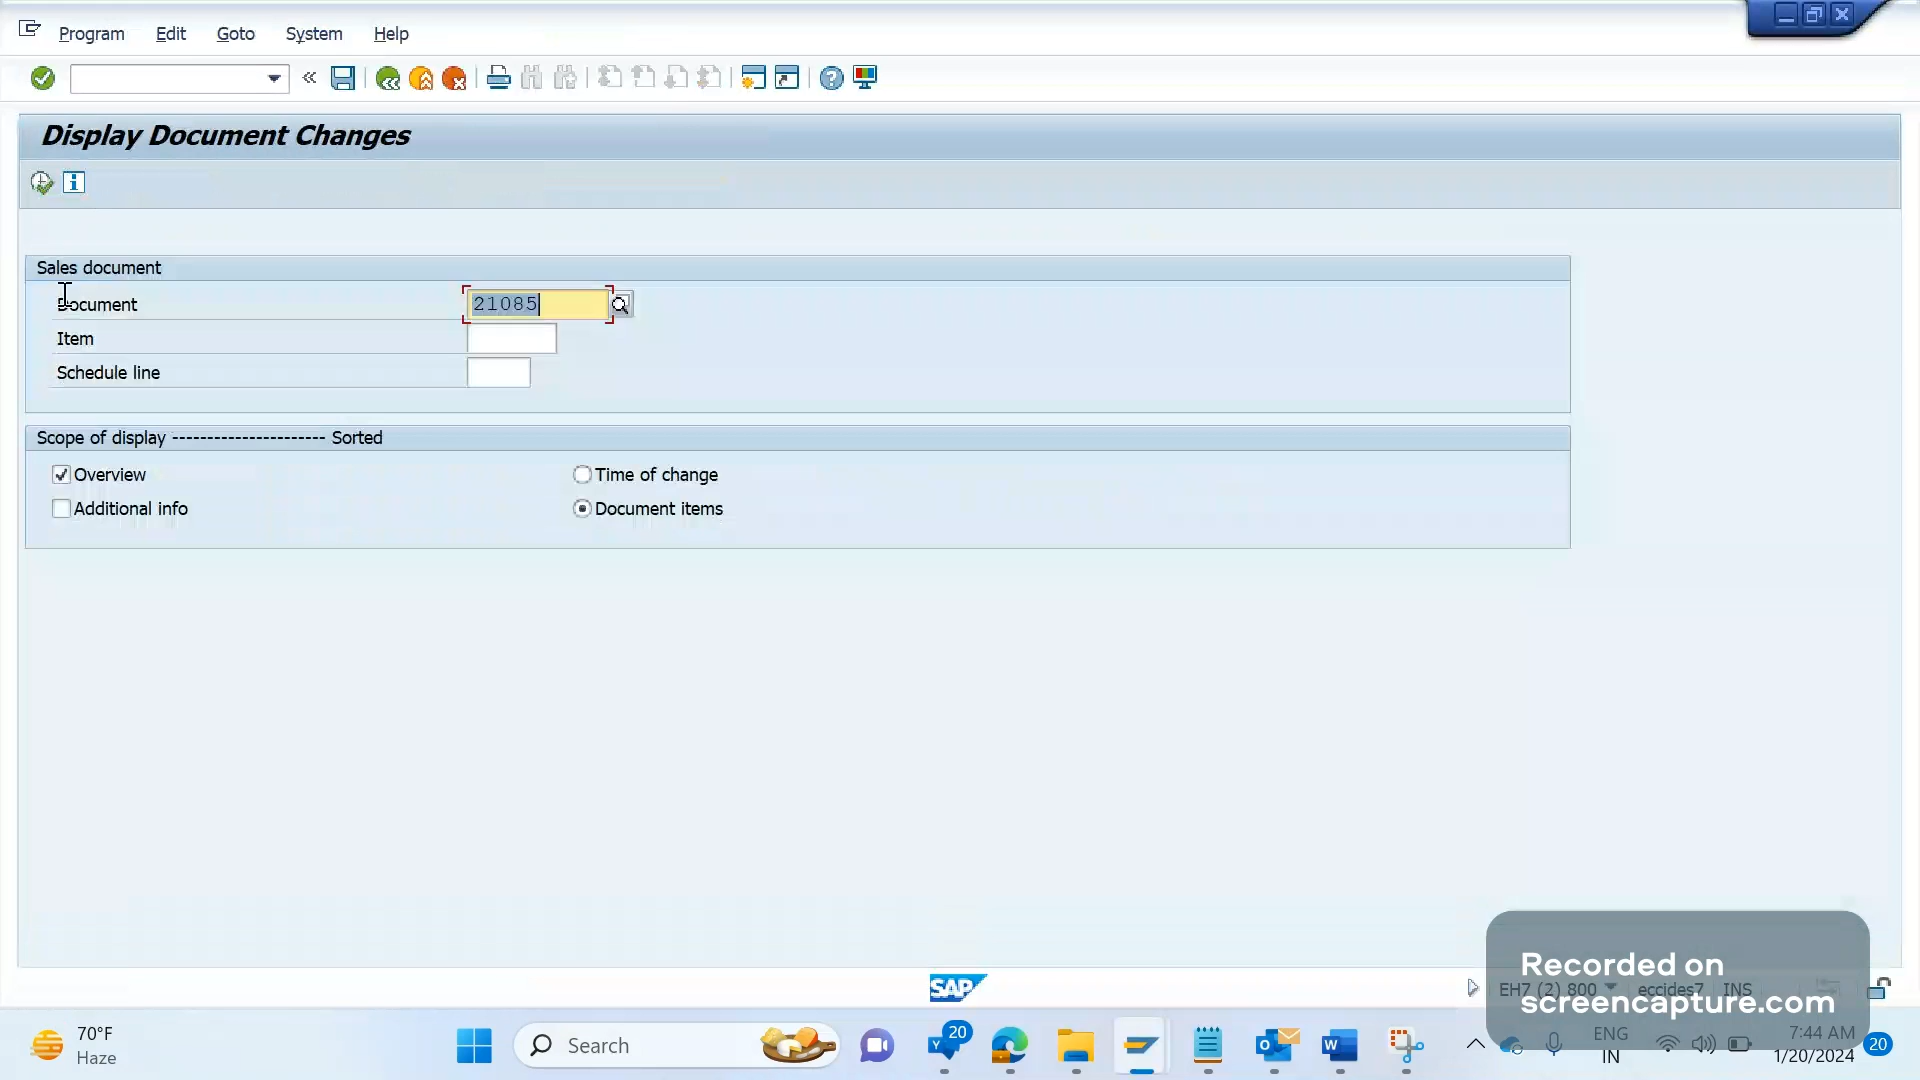 Program Edit Goto System Help
Display Document Changes
Sales document
Document 21085
Item
Schedule line
Scope of display ---------------------- Sorted
Overview Time of change
Additional info Document items
Recorded on
screencapture.com
SAP EH7 (2) 800 eccides7 INS
70°F
Haze
Search
20
ENG
IN
7:44 AM
1/20/2024
20